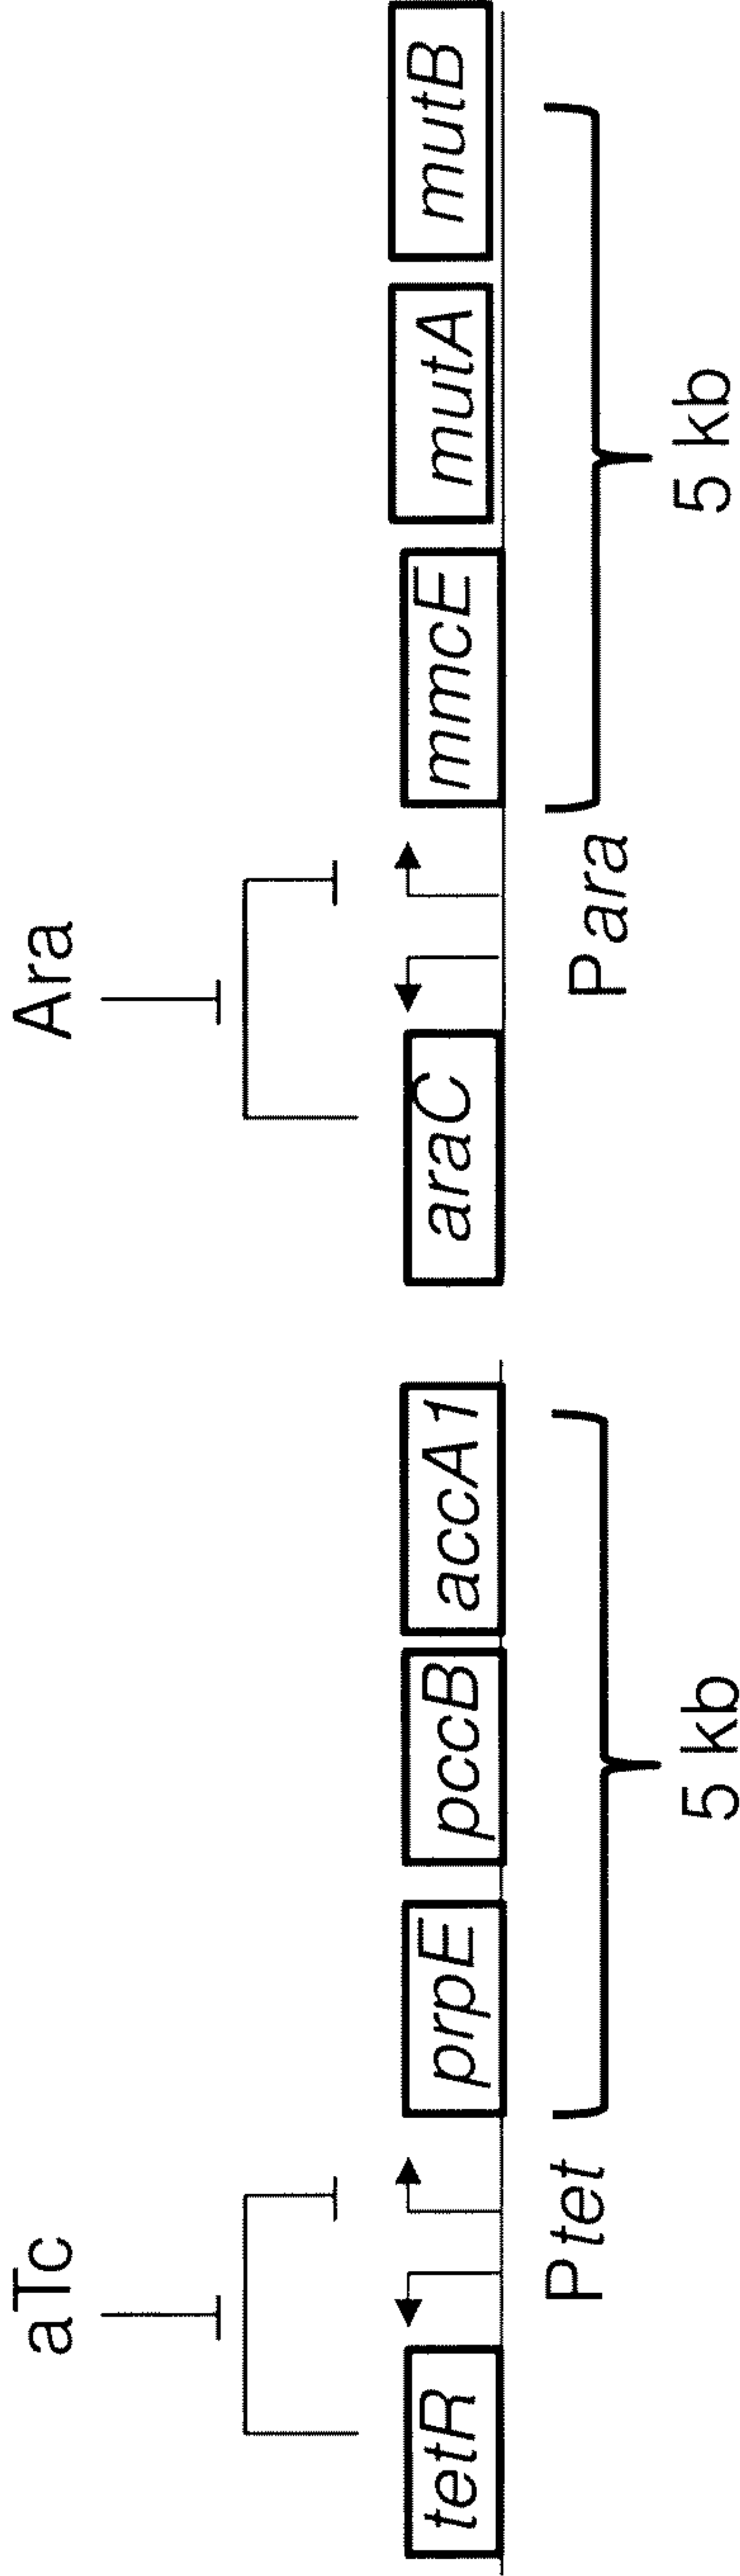 aTc
Ara
tetR
prpE
pccB
accA1
araC
mmcE
mutA
mutB
Ptet
Para
5 kb
5 kb